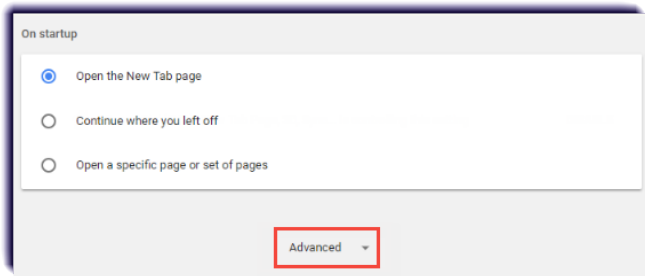 On startup
Open the New Tab page
Continue where you left off
Open a specific page or set of pages
Advanced